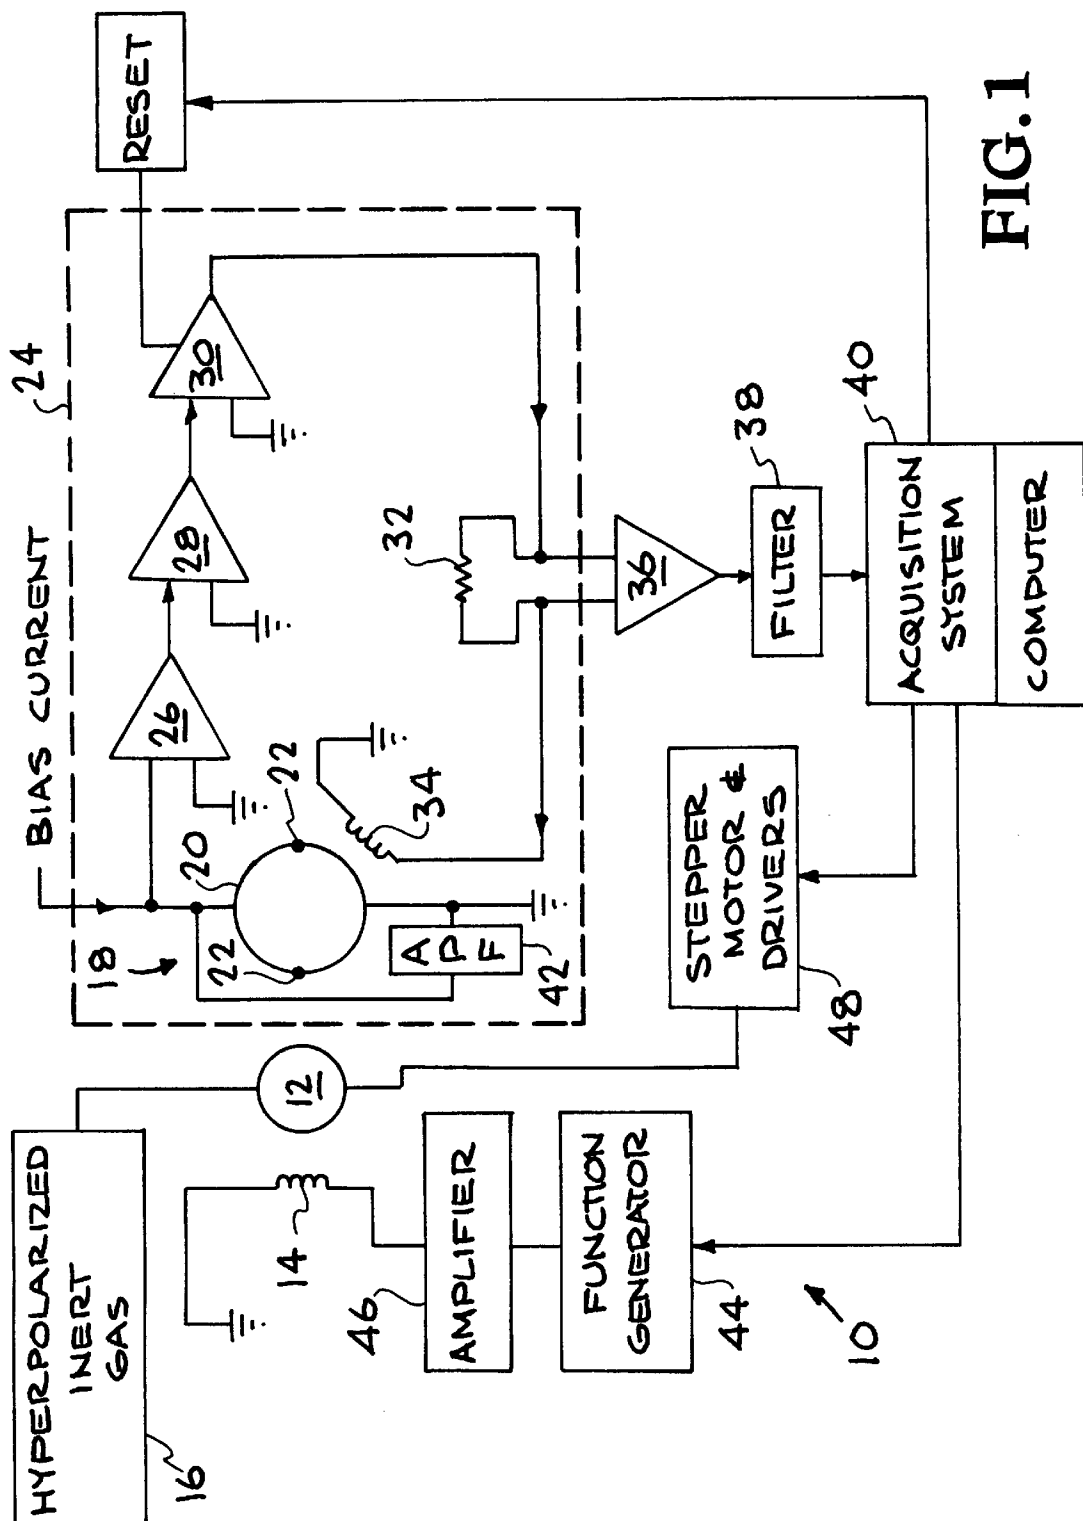 HYPERPOLARIZED
INERT
GAS
16
14
12
46
AMPLIFIER
FUNCTION
GENERATOR
44
10
BIAS CURRENT
24
18
20
22
22
26
28
30
RESET
APF
42
34
32
36
STEPPER
MOTOR &
DRIVERS
48
FILTER
38
40
ACQUISITION
SYSTEM
COMPUTER
FIG. 1